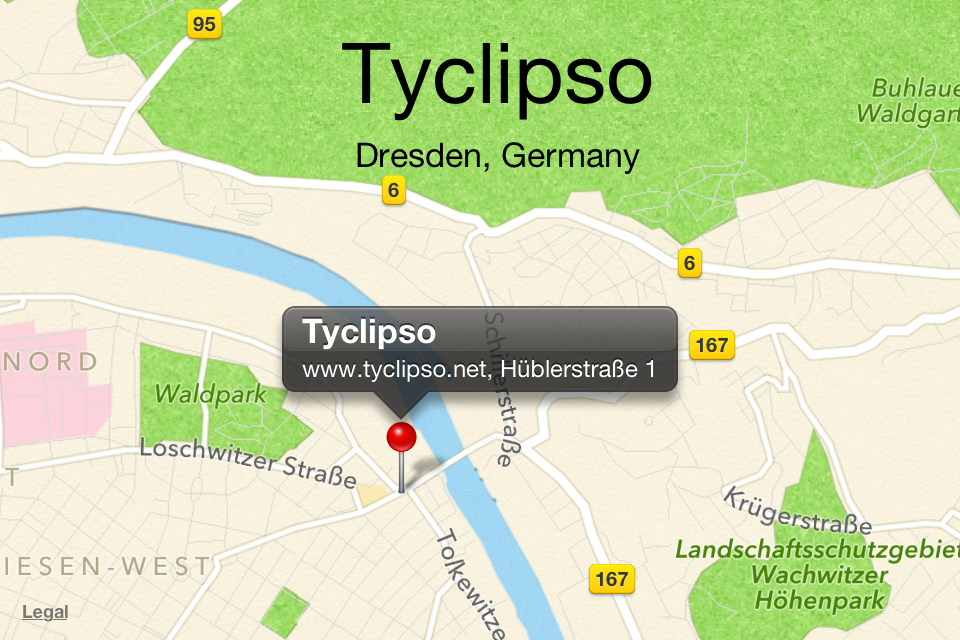 95
Tyclipso
Buhlaue
Waldgart
Dresden, Germany
6
6
Tyclipso
www.tyclipso.net, Hüblerstraße 1
Schillerstraße
167
NORD
Waldpark
Loschwitzer Straße
T
Krügerstraße
Tolkewitze
Landschaftsschutzgebiet
Wachwitzer
Höhenpark
IESEN-WEST
167
Legal